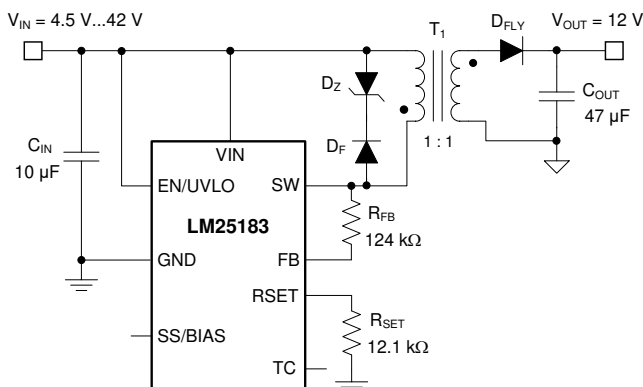 V_IN = 4.5 V...42 V
T₁
D_FLY
V_OUT = 12 V
D_Z
C_OUT
47 µF
D_F
1 : 1
C_IN
10 µF
VIN
EN/UVLO
SW
LM25183
R_FB
124 kΩ
GND
FB
RSET
R_SET
12.1 kΩ
SS/BIAS
TC